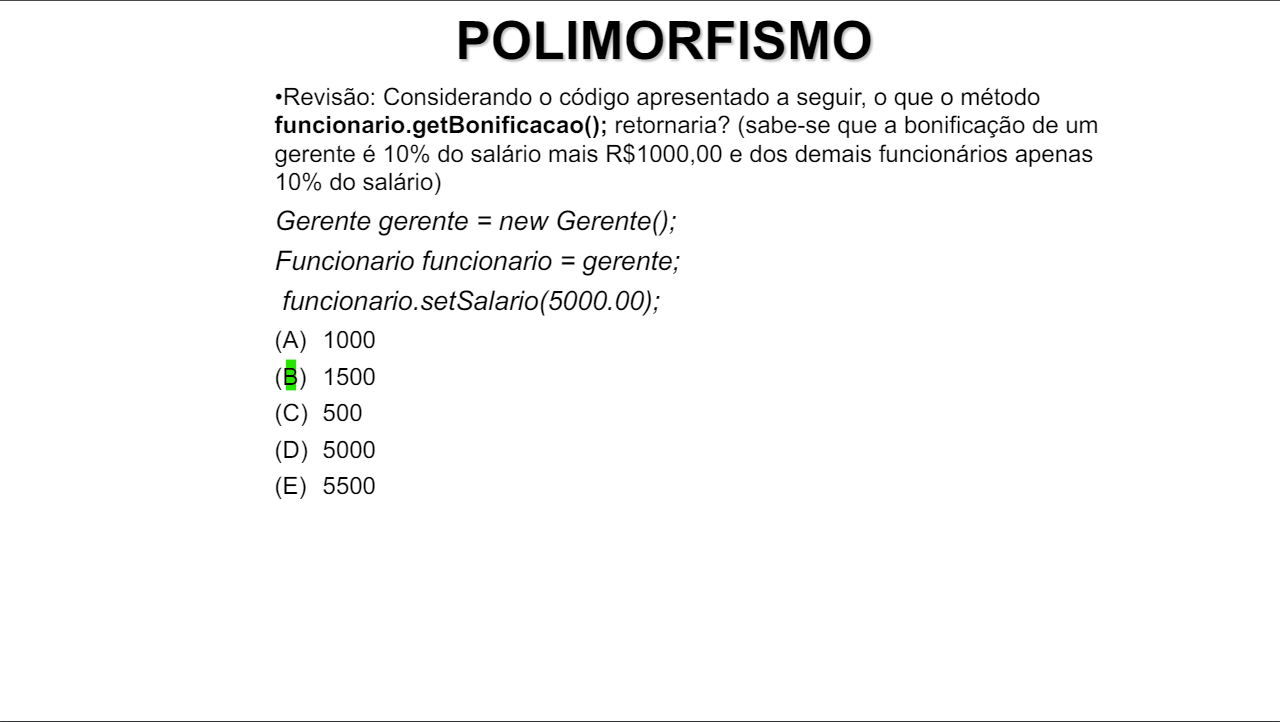 POLIMORFISMO
•Revisão: Considerando o código apresentado a seguir, o que o método
funcionario.getBonificacao(); retornaria? (sabe-se que a bonificação de um
gerente é 10% do salário mais R$1000,00 e dos demais funcionários apenas
10% do salário)
Gerente gerente = new Gerente();
Funcionario funcionario = gerente;
funcionario.setSalario(5000.00);
(A) 1000
(B) 1500
(C) 500
(D) 5000
(E) 5500